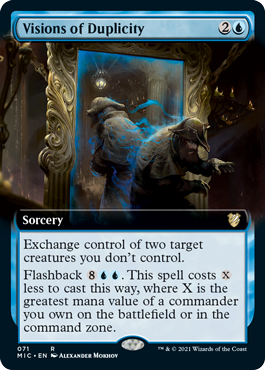 Visions of Duplicity 2
Sorcery
Exchange control of two target
creatures you don't control.
Flashback 8. This spell costs X
less to cast this way, where X is the
greatest mana value of a commander
you own on the battlefield or in
the command zone.
071 R
MIC • EN ALEXANDER MOKHOV
™ & © 2021 Wizards of the Coast